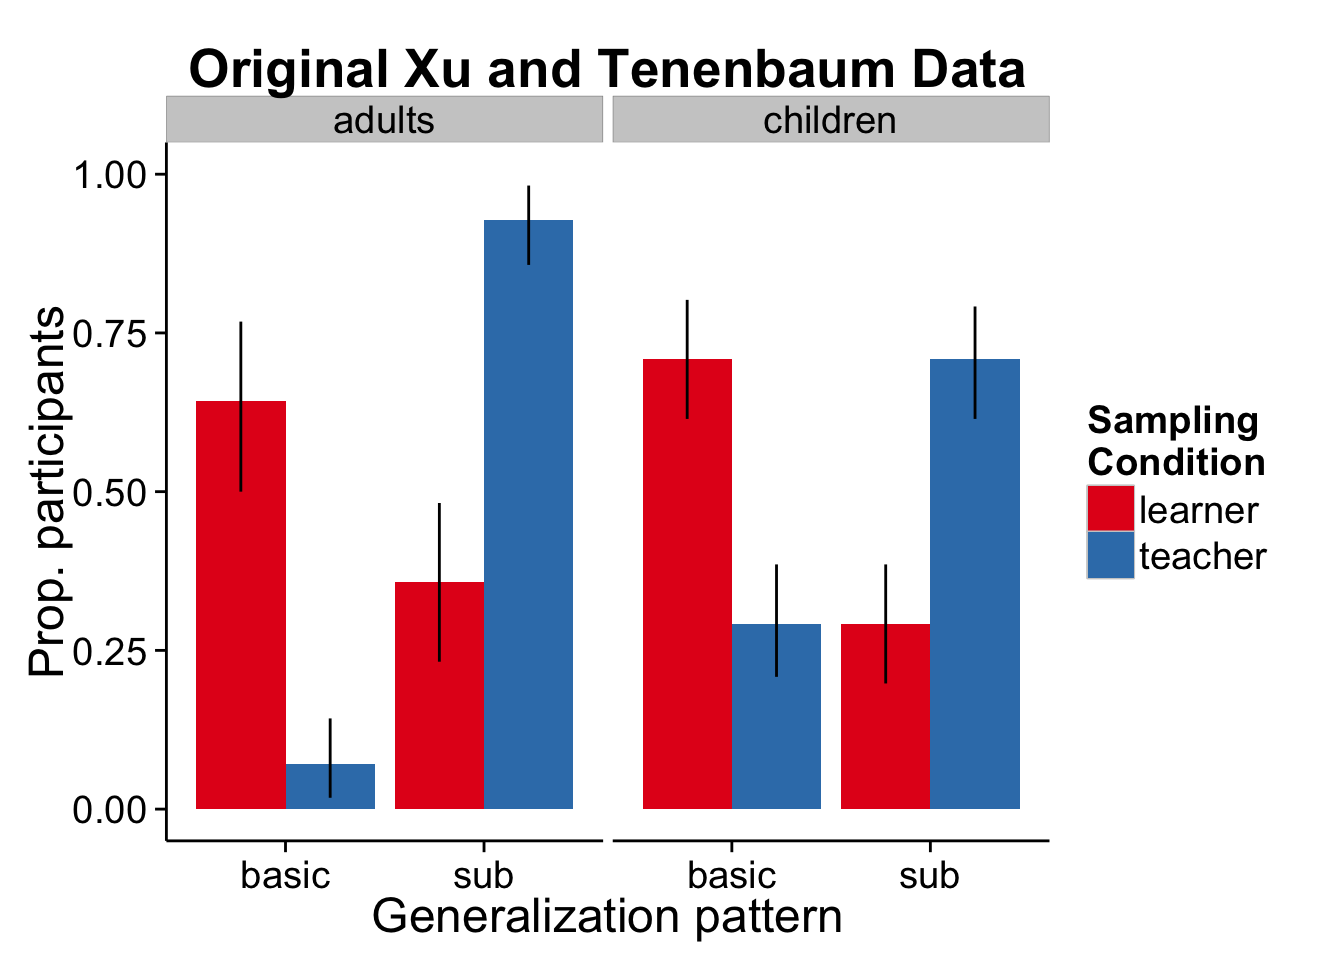 Original Xu and Tenenbaum Data
adults
children
Prop. participants
1.00
0.75
0.50
0.25
0.00
basic
sub
basic
sub
Generalization pattern
Sampling
Condition
learner
teacher